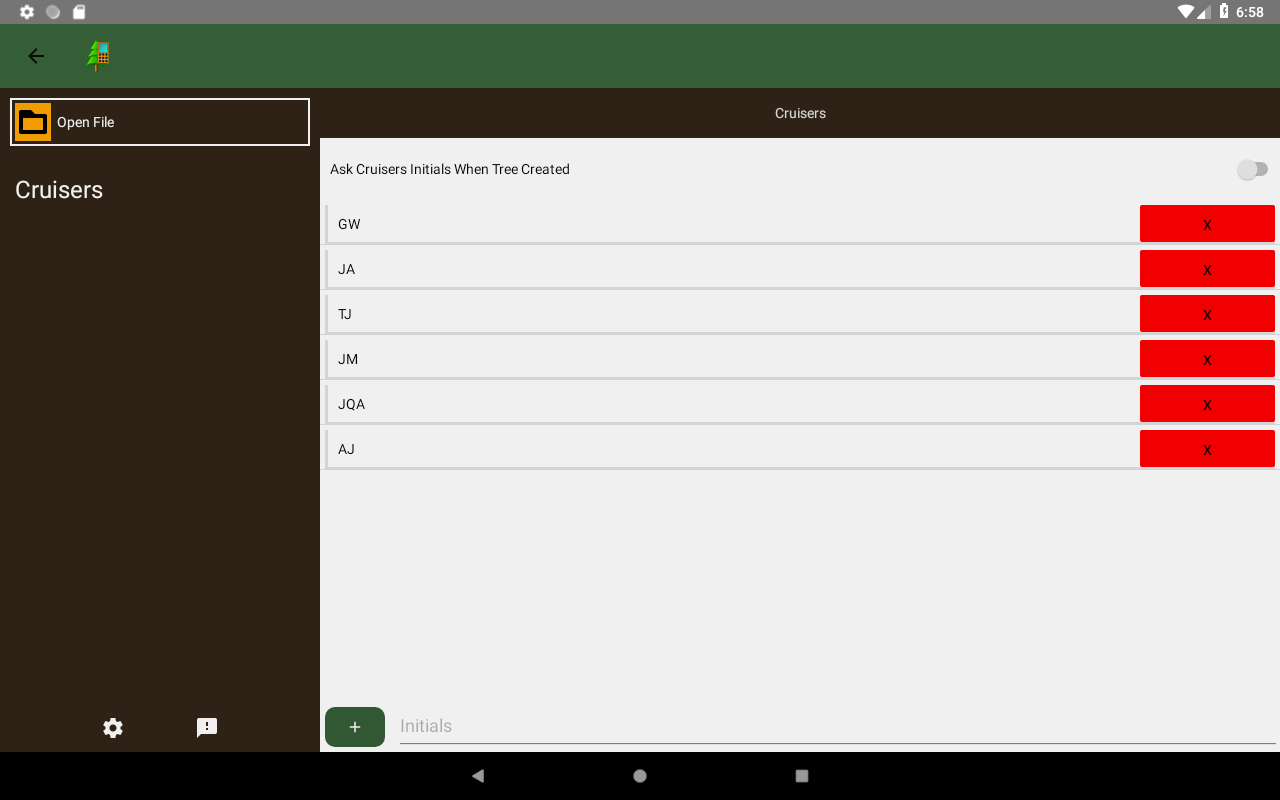 6:58
Open File
Cruisers
Cruisers
Ask Cruisers Initials When Tree Created
GW X
JA X
TJ X
JM X
JQA X
AJ X
+ Initials